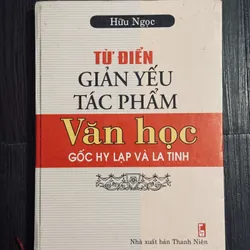 Hữu Ngọc
TỪ ĐIỂN
GIẢN YẾU
TÁC PHẨM
Văn học
GỐC HY LẠP VÀ LA TINH
Nhà xuất bản Thanh Niên